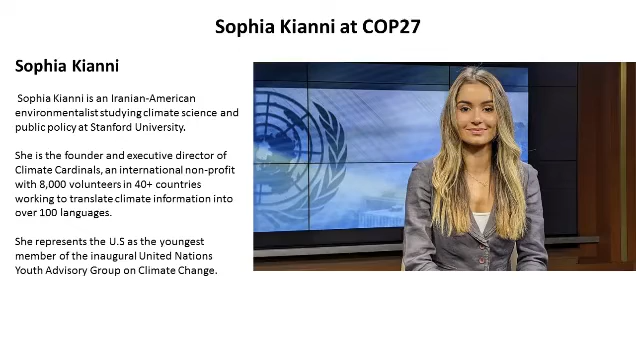 Sophia Kianni at COP27
Sophia Kianni
Sophia Kianni is an Iranian-American
environmentalist studying climate science and
public policy at Stanford University.
She is the founder and executive director of
Climate Cardinals, an international non-profit
with 8,000 volunteers in 40+ countries
working to translate climate information into
over 100 languages.
She represents the U.S as the youngest
member of the inaugural United Nations
Youth Advisory Group on Climate Change.